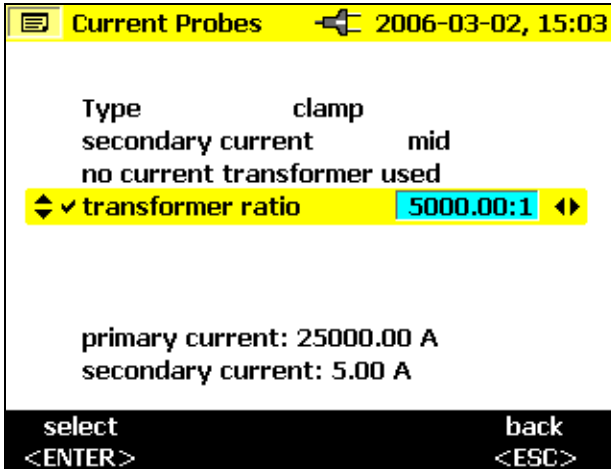 Current Probes 2006-03-02, 15:03
Type clamp
secondary current mid
no current transformer used
transformer ratio 5000.00:1
primary current: 25000.00 A
secondary current: 5.00 A
select back
<ENTER> <ESC>